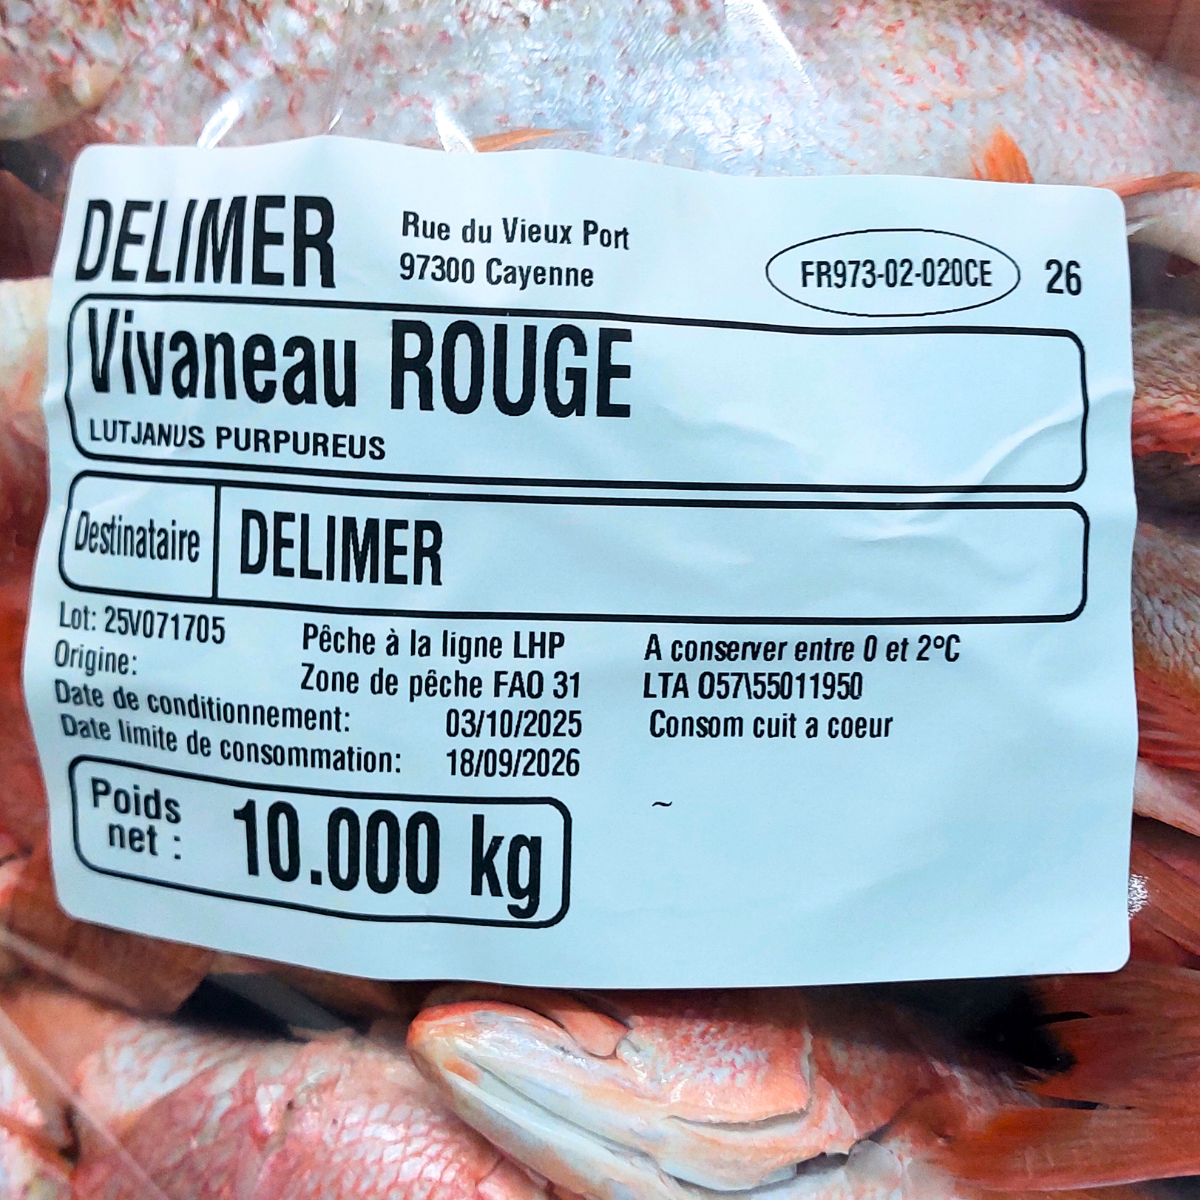 DELIMER
Rue du Vieux Port
97300 Cayenne
FR973-02-020CE 26
Vivaneau ROUGE
LUTJANUS PURPUREUS
Destinataire DELIMER
Lot: 25V071705
Origine:
Pêche à la ligne LHP
Zone de pêche FAO 31
Date de conditionnement: 03/10/2025
Date limite de consommation: 18/09/2026
A conserver entre 0 et 2°C
LTA 057\55011950
Consom cuit a coeur
~
Poids
net :
10.000 kg